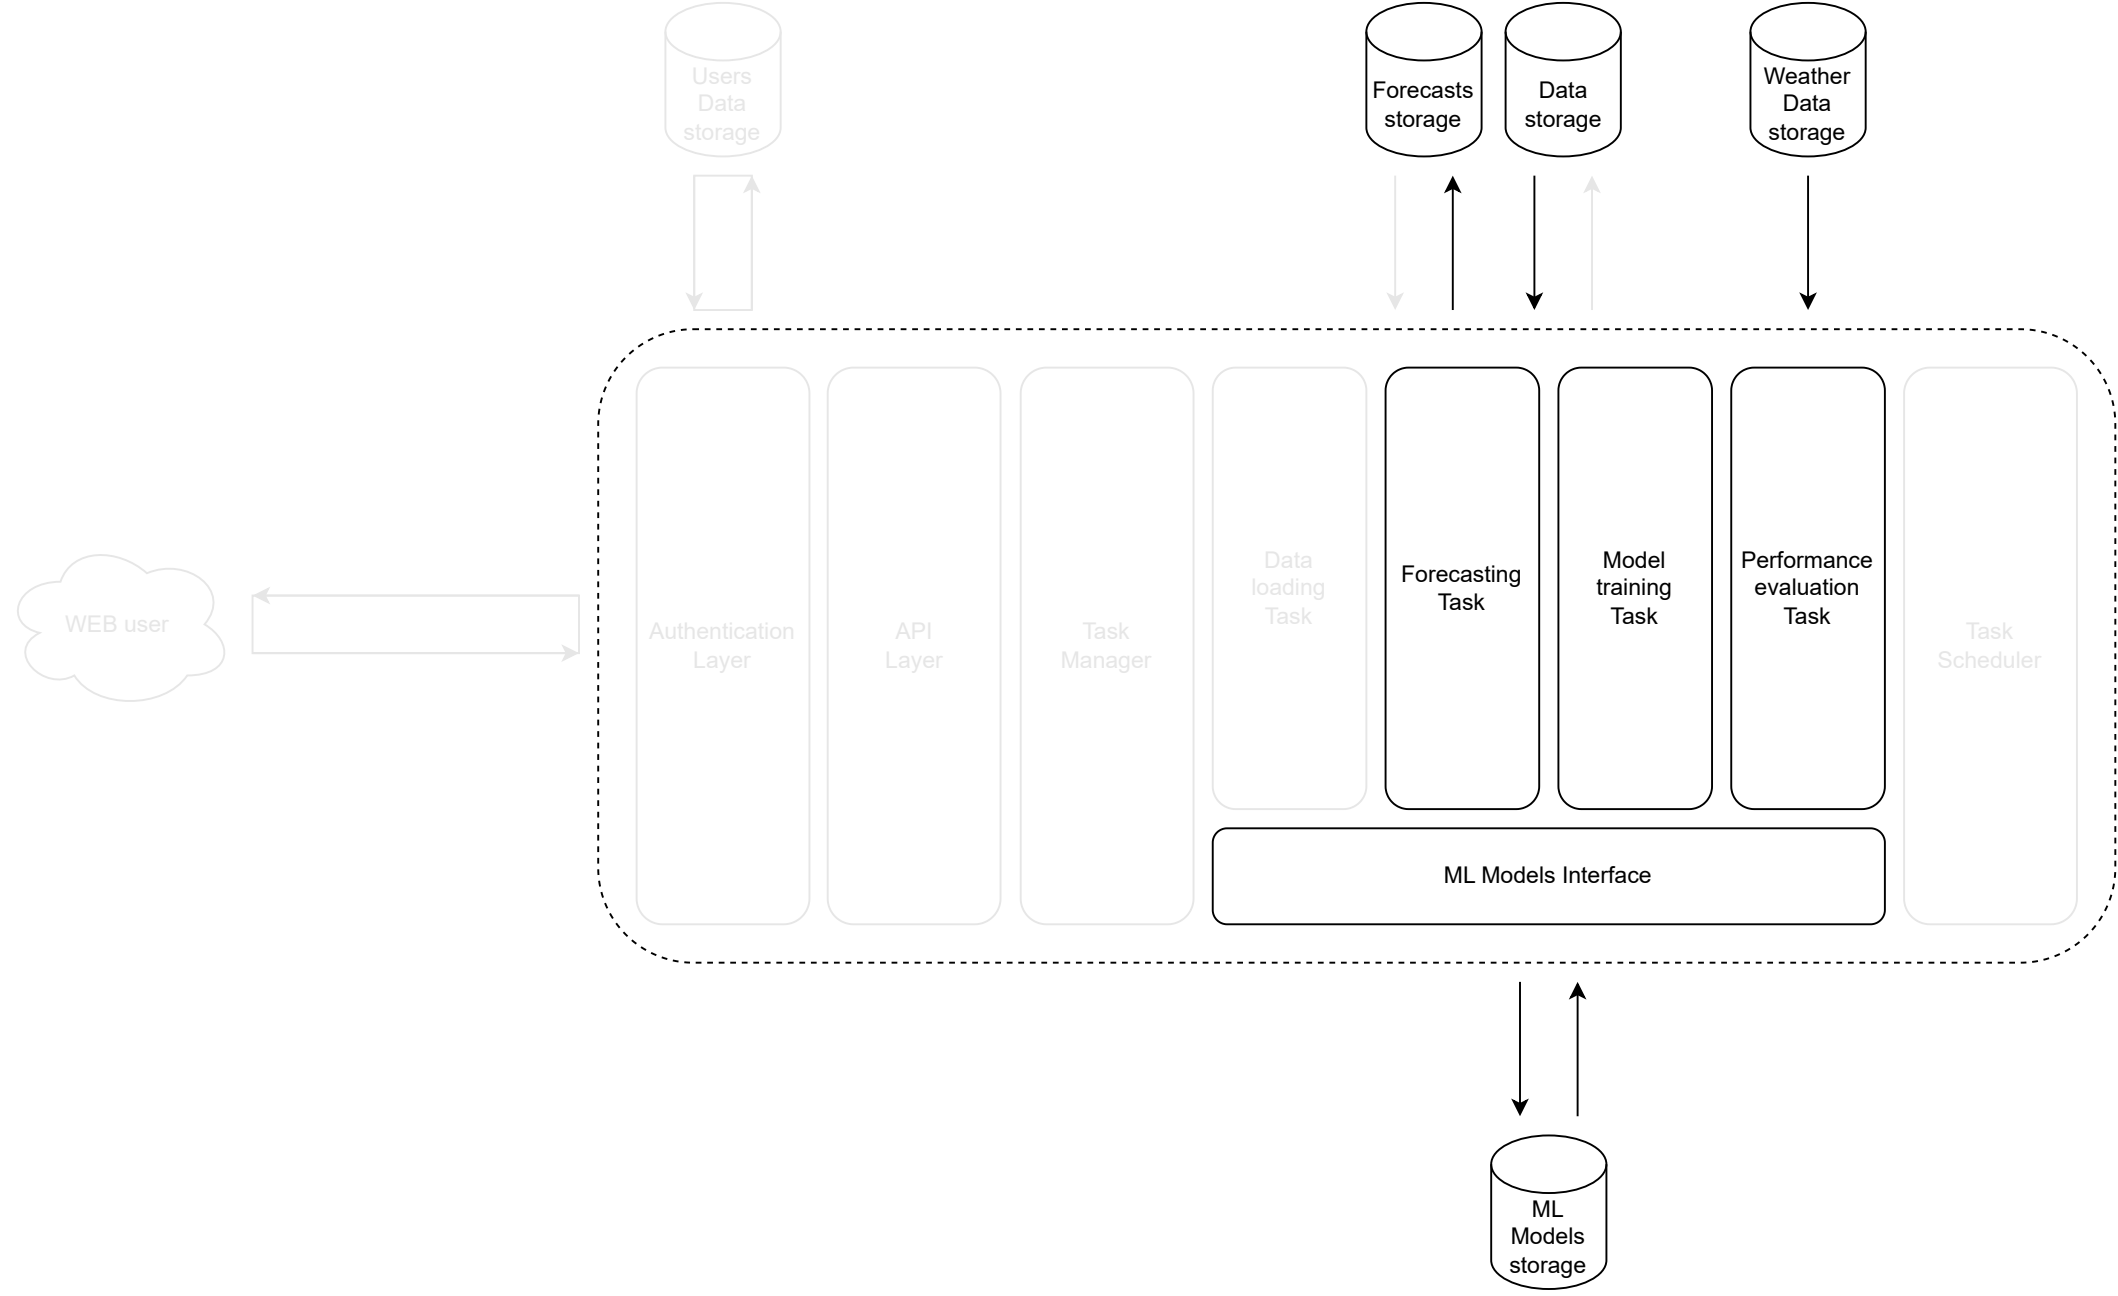 Users
Data
storage
Forecasts
storage
Data
storage
Weather
Data
storage
WEB user
Authentication
Layer
API
Layer
Task
Manager
Data
loading
Task
Forecasting
Task
Model
training
Task
Performance
evaluation
Task
Task
Scheduler
ML Models Interface
ML
Models
storage